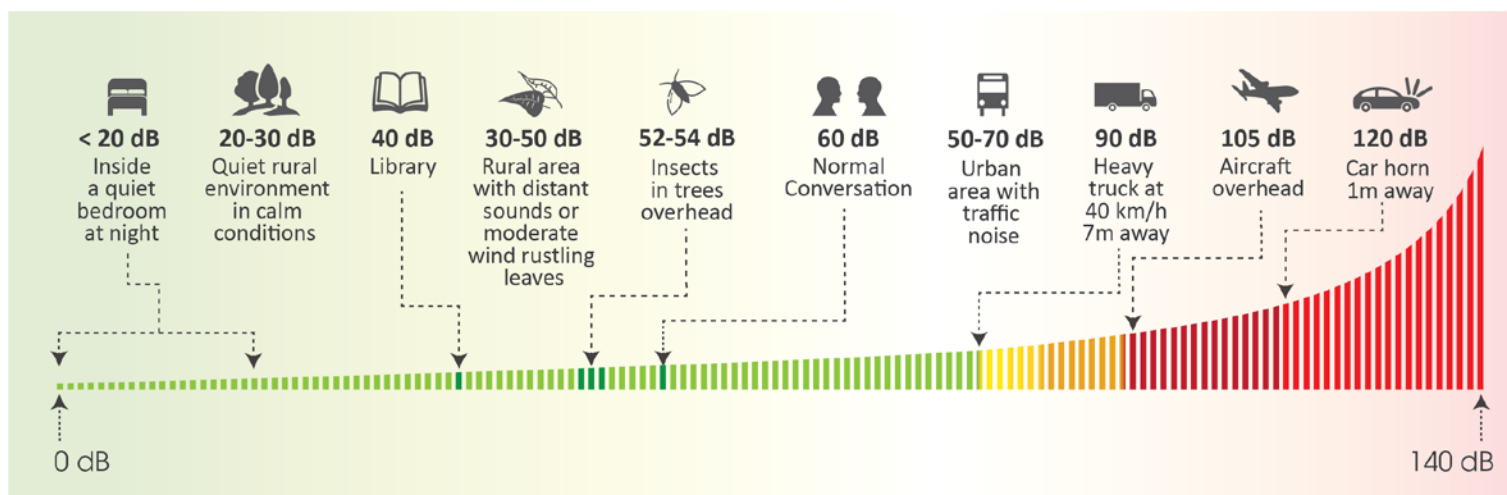 < 20 dB
Inside
a quiet
bedroom
at night
20-30 dB
Quiet rural
environment
in calm
conditions
40 dB
Library
30-50 dB
Rural area
with distant
sounds or
moderate
wind rustling
leaves
52-54 dB
Insects
in trees
overhead
60 dB
Normal
Conversation
50-70 dB
Urban
area with
traffic
noise
90 dB
Heavy
truck at
40 km/h
7m away
105 dB
Aircraft
overhead
120 dB
Car horn
1m away
0 dB
140 dB